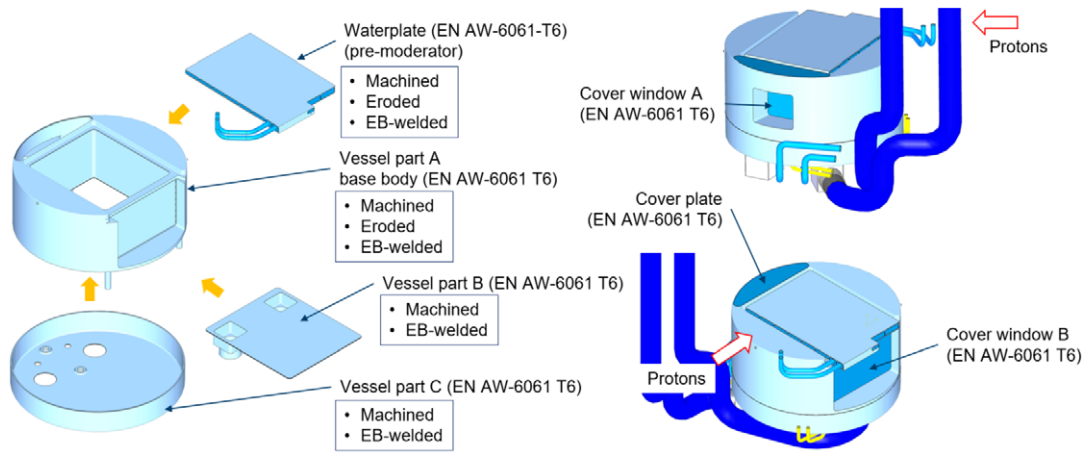 Waterplate (EN AW-6061-T6)
(pre-moderator)
• Machined
• Eroded
• EB-welded
Vessel part A
base body (EN AW-6061 T6)
• Machined
• Eroded
• EB-welded
Vessel part B (EN AW-6061 T6)
• Machined
• EB-welded
Vessel part C (EN AW-6061 T6)
• Machined
• EB-welded
Protons
Cover window A
(EN AW-6061 T6)
Cover plate
(EN AW-6061 T6)
Cover window B
(EN AW-6061 T6)
Protons